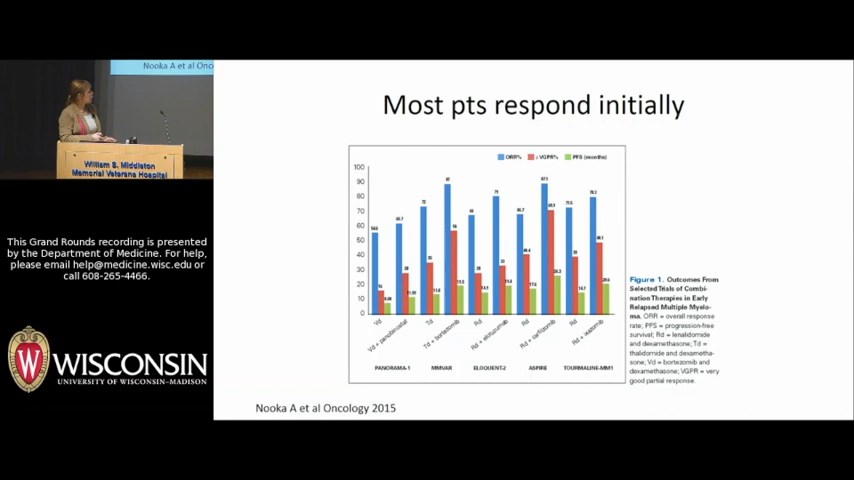 Nooka A et al Onco
William S. Middleton
Memorial Veterans Hospital
This Grand Rounds recording is presented
by the Department of Medicine. For help,
please email help@medicine.wisc.edu or
call 608-265-4466.
W
WISCONSIN
UNIVERSITY OF WISCONSIN–MADISON
Most pts respond initially
ORR% ≥VGPR% PFS (months)
100
90
80
70
60
50
40
30
20
10
0
Vd
Vd + panobinostat
Td
Td + bortezomib
Rd
Rd + elotuzumab
Rd
Rd + carfilzomib
Rd
Rd + ixazomib
PANORAMA-1 MMVAR ELOQUENT-2 ASPIRE TOURMALINE-MM1
Figure 1. Outcomes From
Selected Trials of Combi-
nation Therapies in Early
Relapsed Multiple Myelo-
ma. ORR = overall response
rate; PFS = progression-free
survival; Rd = lenalidomide
and dexamethasone; Td =
thalidomide and dexametha-
sone; Vd = bortezomib and
dexamethasone; VGPR = very
good partial response.
Nooka A et al Oncology 2015